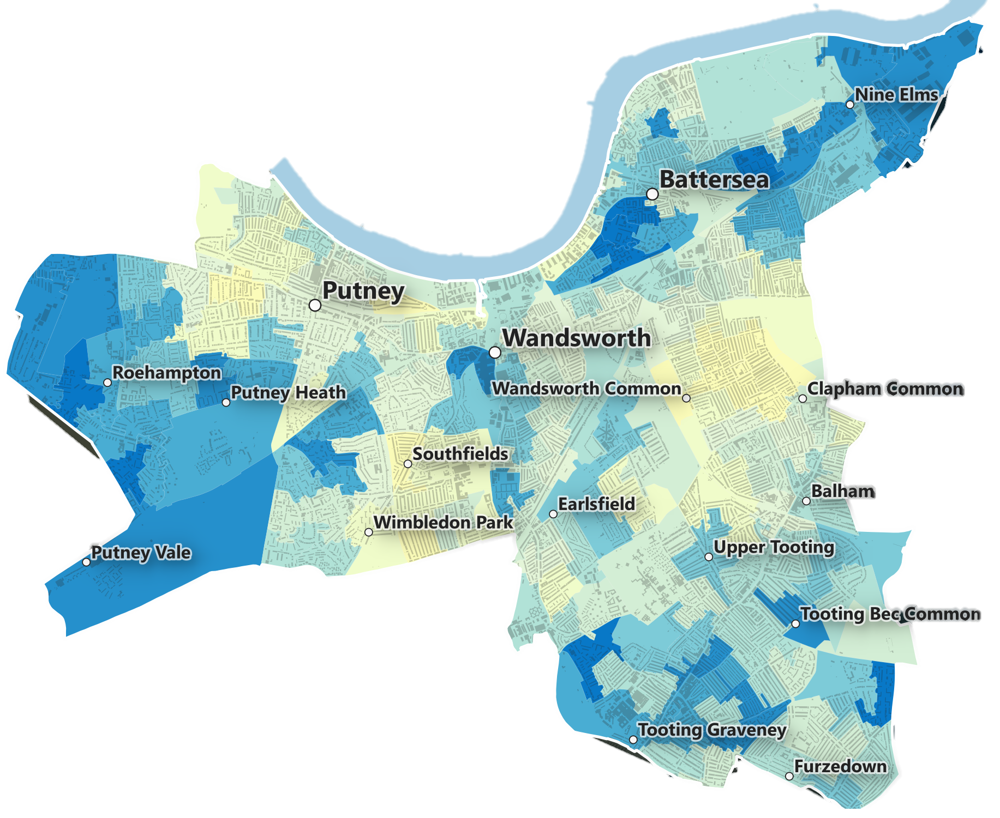 Nine Elms
Battersea
Putney
Wandsworth
Roehampton
Putney Heath
Wandsworth Common
Clapham Common
Southfields
Balham
Earlsfield
Wimbledon Park
Upper Tooting
Putney Vale
Tooting Bec Common
Tooting Graveney
Furzedown